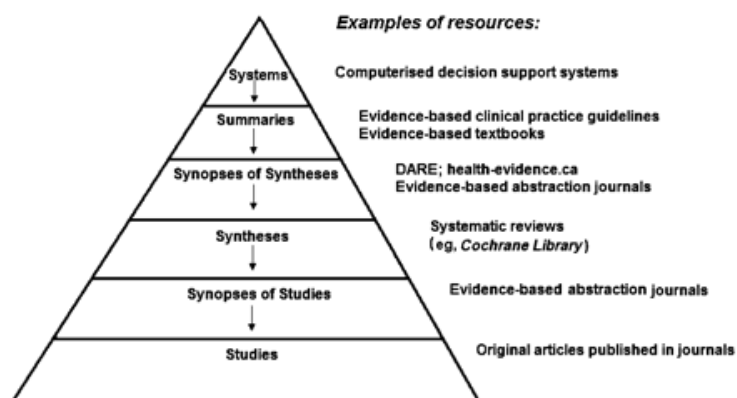 Examples of resources:
Systems
Computerised decision support systems
Summaries
Evidence-based clinical practice guidelines
Evidence-based textbooks
Synopses of Syntheses
DARE; health-evidence.ca
Evidence-based abstraction journals
Syntheses
Systematic reviews
(eg, Cochrane Library)
Synopses of Studies
Evidence-based abstraction journals
Studies
Original articles published in journals